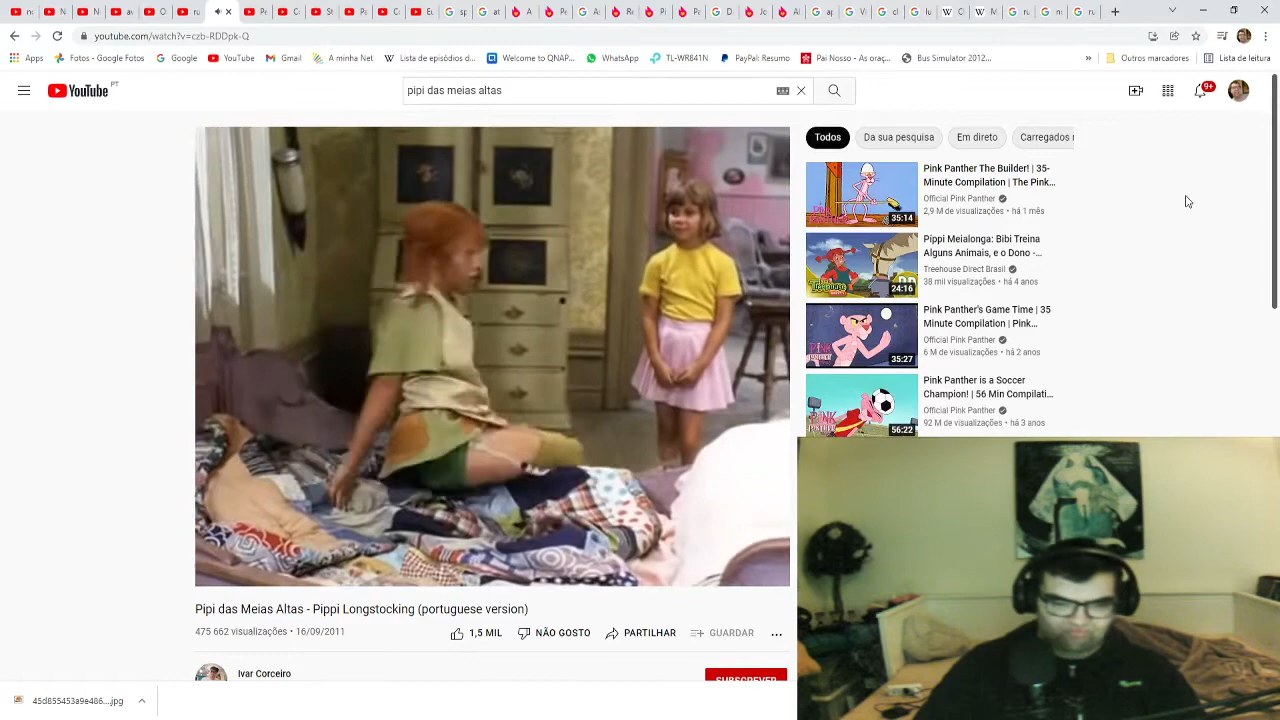 youtube.com/watch?v=czb-RDDpk-Q
Apps
Fotos - Google Fotos
Google
YouTube
Gmail
A minha Net
Lista de episódios d...
Welcome to QNAP...
WhatsApp
TL-WR841N
PayPal Resumo
Pai Nosso - As oraç...
Bus Simulator 2012...
»
Outros marcadores
Lista de leitura
YouTube PT
pipi das meias altas
9+
Todos
Da sua pesquisa
Em direto
Carregados r
Pink Panther The Builder! | 35-
Minute Compilation | The Pink...
Official Pink Panther
2,9 M de visualizações • há 1 mês
35:14
Píppi Meialonga: Bibi Treina
Alguns Animais, e o Dono -...
Treehouse Direct Brasil
38 mil visualizações • há 4 anos
24:16
Pink Panther's Game Time | 35
Minute Compilation | Pink...
Official Pink Panther
6 M de visualizações • há 2 anos
35:27
Pink Panther is a Soccer
Champion! | 56 Min Compilati...
Official Pink Panther
92 M de visualizações • há 3 anos
56:22
Pipi das Meias Altas - Pippi Longstocking (portuguese version)
475 662 visualizações • 16/09/2011
1,5 MIL
NÃO GOSTO
PARTILHAR
GUARDAR
Ivar Corceiro
SUBSCREVER
45d855453a9e486....jpg